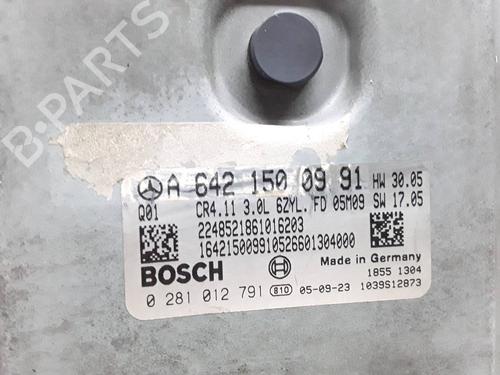 B-PARTS
A 642 150 09 91 HW 30.05
Q01 CR4.11 3.0L 6ZYL. FD 05M09 SW 17.05
2248521861016203
164215009910526601304000
BOSCH Made in Germany
1855 1304
0 281 012 791 810 05-09-23 1039S12873